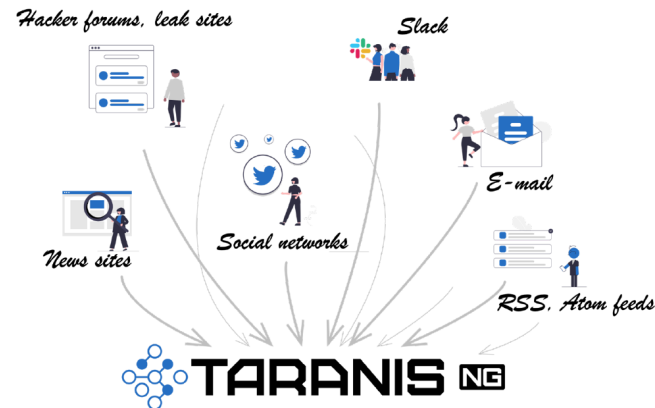 Hacker forums, leak sites
Slack
E-mail
News sites
Social networks
RSS, Atom feeds
TARANIS NG